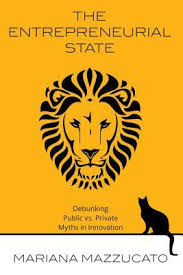 THE
ENTREPRENEURIAL
STATE
Debunking
Public vs. Private
Myths in Innovation
MARIANA MAZZUCATO